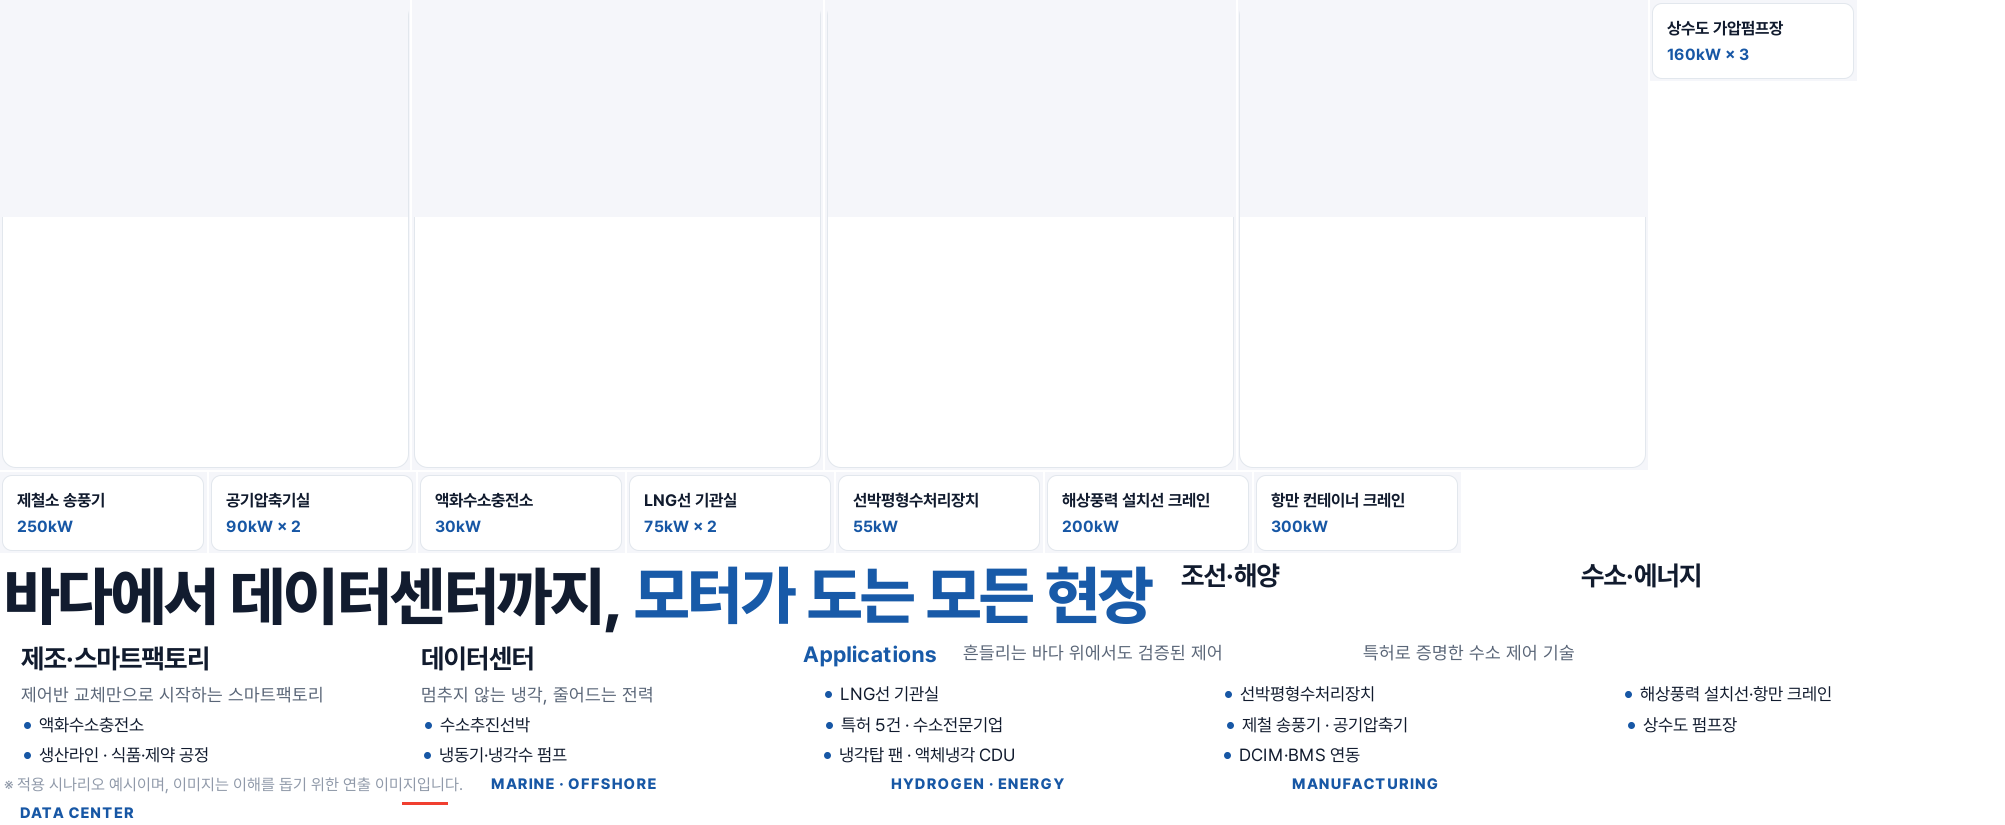 상수도 가압펌프장
160kW × 3
제철소 송풍기
250kW
공기압축기실
90kW × 2
액화수소충전소
30kW
LNG선 기관실
75kW × 2
선박평형수처리장치
55kW
해상풍력 설치선 크레인
200kW
항만 컨테이너 크레인
300kW
바다에서 데이터센터까지, 모터가 도는 모든 현장
조선·해양
수소·에너지
제조·스마트팩토리
데이터센터
Applications
흔들리는 바다 위에서도 검증된 제어
특허로 증명한 수소 제어 기술
제어반 교체만으로 시작하는 스마트팩토리
멈추지 않는 냉각, 줄어드는 전력
• LNG선 기관실
• 선박평형수처리장치
• 해상풍력 설치선·항만 크레인
• 액화수소충전소
• 수소추진선박
• 특허 5건 · 수소전문기업
• 제철 송풍기 · 공기압축기
• 상수도 펌프장
• 생산라인 · 식품·제약 공정
• 냉동기·냉각수 펌프
• 냉각탑 팬 · 액체냉각 CDU
• DCIM·BMS 연동
※ 적용 시나리오 예시이며, 이미지는 이해를 돕기 위한 연출 이미지입니다.
MARINE · OFFSHORE
HYDROGEN · ENERGY
MANUFACTURING
DATA CENTER